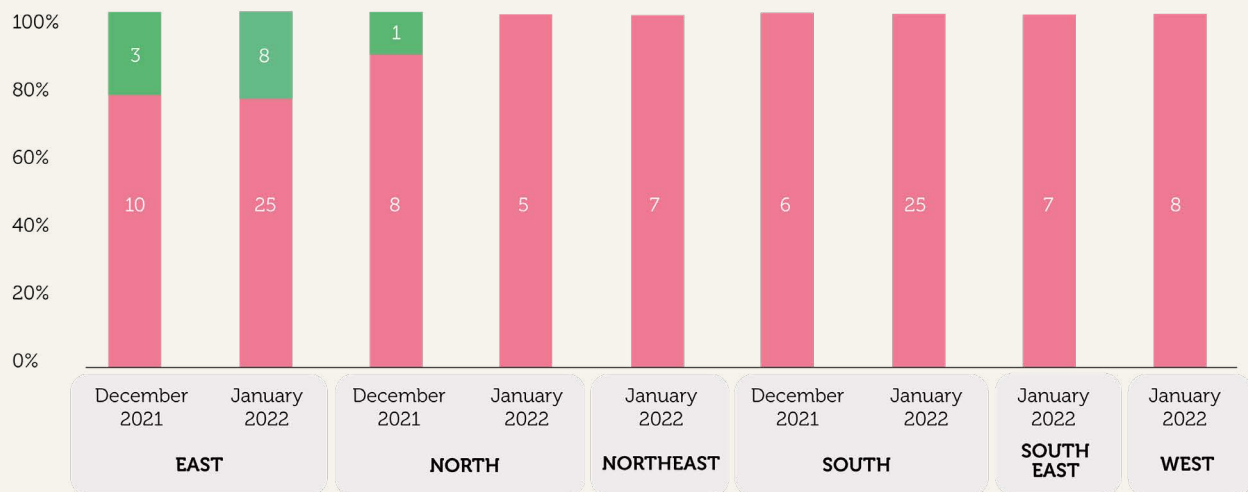 100%
80%
60%
40%
20%
0%
3
8
1
10
25
8
5
7
6
25
7
8
December
2021
January
2022
December
2021
January
2022
January
2022
December
2021
January
2022
January
2022
January
2022
EAST
NORTH
NORTHEAST
SOUTH
SOUTH
EAST
WEST